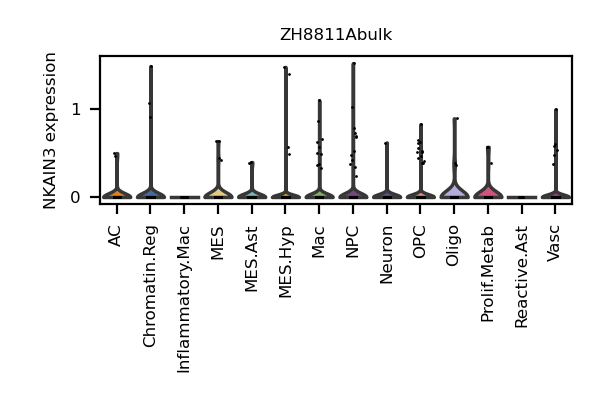 ZH8811Abulk
NKAIN3 expression
1
0
AC
Chromatin.Reg
Inflammatory.Mac
MES
MES.Ast
MES.Hyp
Mac
NPC
Neuron
OPC
Oligo
Prolif.Metab
Reactive.Ast
Vasc